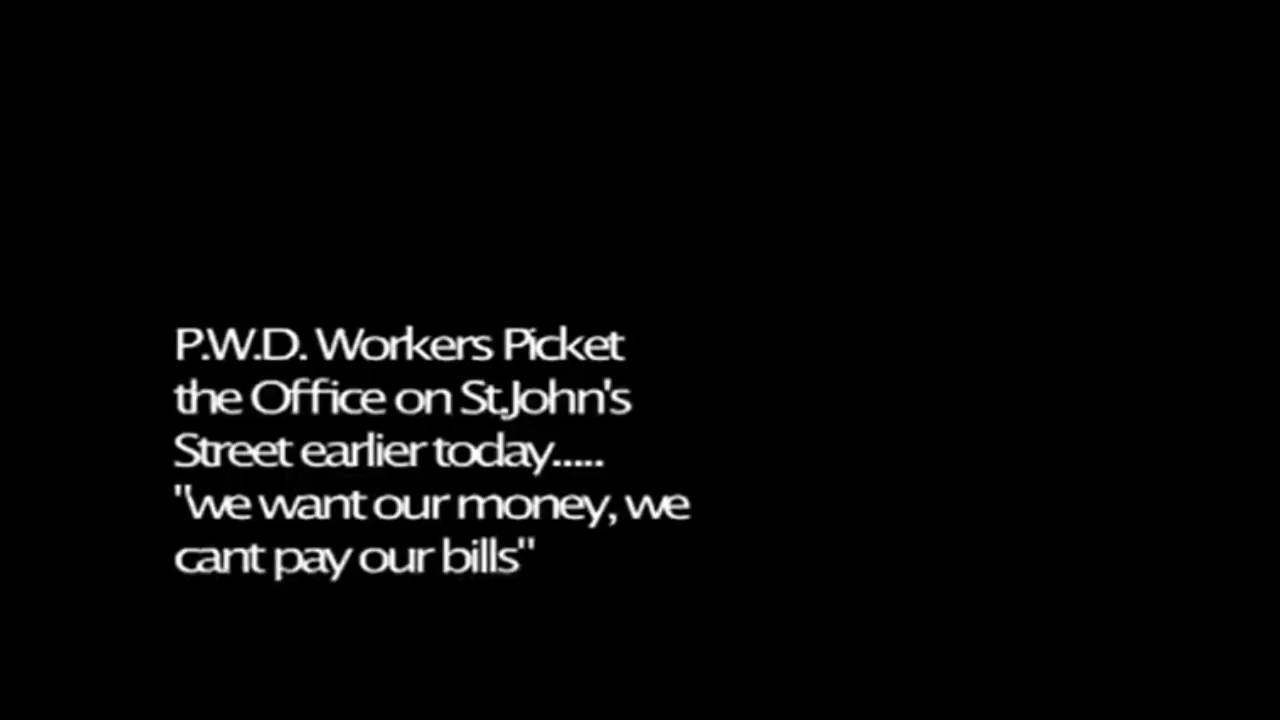 P.W.D. Workers Picket
the Office on St.John's
Street earlier today.....
"we want our money, we
cant pay our bills"